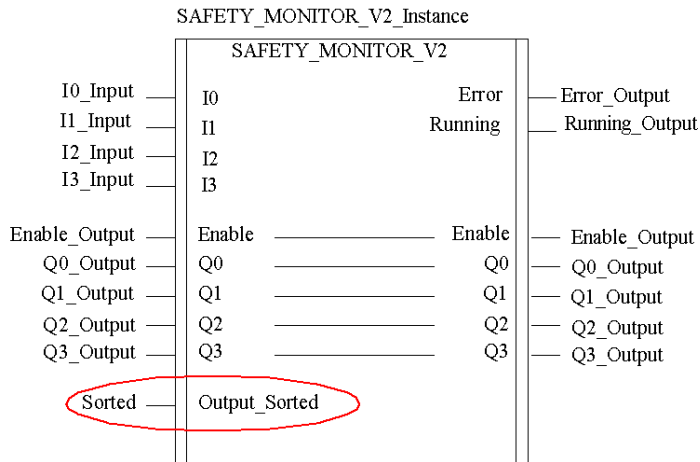 SAFETY_MONITOR_V2_Instance
SAFETY_MONITOR_V2
I0_Input I0 Error Error_Output
I1_Input I1 Running Running_Output
I2_Input I2
I3_Input I3
Enable_Output Enable Enable Enable_Output
Q0_Output Q0 Q0 Q0_Output
Q1_Output Q1 Q1 Q1_Output
Q2_Output Q2 Q2 Q2_Output
Q3_Output Q3 Q3 Q3_Output
Sorted Output_Sorted